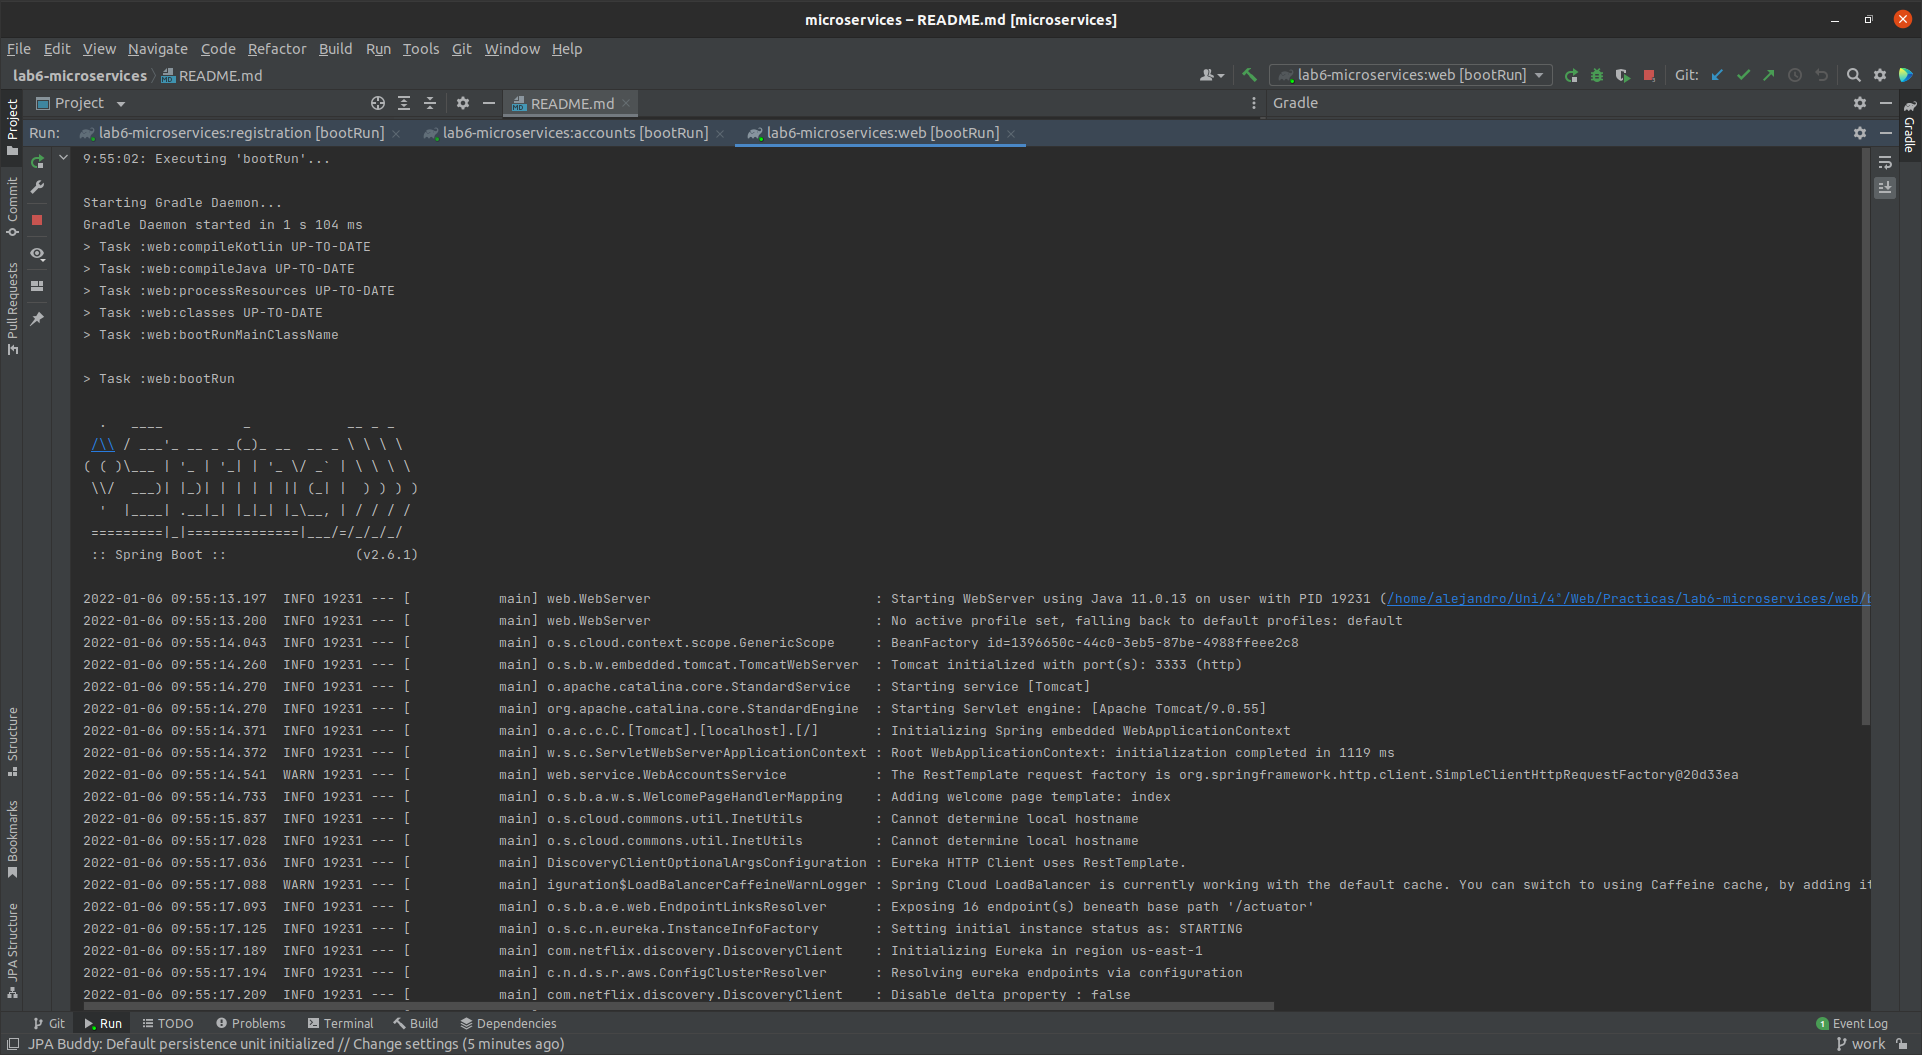 microservices – README.md [microservices]
File Edit View Navigate Code Refactor Build Run Tools Git Window Help
lab6-microservices README.md lab6-microservices:web [bootRun] Git:
Project README.md Gradle
Run: lab6-microservices:registration [bootRun] lab6-microservices:accounts [bootRun] lab6-microservices:web [bootRun]
Project
Commit
Pull Requests
Structure
Bookmarks
JPA Structure
Gradle
9:55:02: Executing 'bootRun'...
Starting Gradle Daemon...
Gradle Daemon started in 1 s 104 ms
> Task :web:compileKotlin UP-TO-DATE
> Task :web:compileJava UP-TO-DATE
> Task :web:processResources UP-TO-DATE
> Task :web:classes UP-TO-DATE
> Task :web:bootRunMainClassName
> Task :web:bootRun
  .   ____          _            __ _ _
 /\\ / ___'_ __ _ _(_)_ __  __ _ \ \ \ \
( ( )\___ | '_ | '_| | '_ \/ _` | \ \ \ \
 \\/  ___)| |_)| | | | | || (_| |  ) ) ) )
  '  |____| .__|_| |_|_| |_\__, | / / / /
 =========|_|==============|___/=/_/_/_/
 :: Spring Boot ::                (v2.6.1)
2022-01-06 09:55:13.197  INFO 19231 --- [           main] web.WebServer                            : Starting WebServer using Java 11.0.13 on user with PID 19231 (/home/alejandro/Uni/4°/Web/Practicas/lab6-microservices/web/b
2022-01-06 09:55:13.200  INFO 19231 --- [           main] web.WebServer                            : No active profile set, falling back to default profiles: default
2022-01-06 09:55:14.043  INFO 19231 --- [           main] o.s.cloud.context.scope.GenericScope     : BeanFactory id=1396650c-44c0-3eb5-87be-4988ffeee2c8
2022-01-06 09:55:14.260  INFO 19231 --- [           main] o.s.b.w.embedded.tomcat.TomcatWebServer  : Tomcat initialized with port(s): 3333 (http)
2022-01-06 09:55:14.270  INFO 19231 --- [           main] o.apache.catalina.core.StandardService   : Starting service [Tomcat]
2022-01-06 09:55:14.270  INFO 19231 --- [           main] org.apache.catalina.core.StandardEngine  : Starting Servlet engine: [Apache Tomcat/9.0.55]
2022-01-06 09:55:14.371  INFO 19231 --- [           main] o.a.c.c.C.[Tomcat].[localhost].[/]       : Initializing Spring embedded WebApplicationContext
2022-01-06 09:55:14.372  INFO 19231 --- [           main] w.s.c.ServletWebServerApplicationContext : Root WebApplicationContext: initialization completed in 1119 ms
2022-01-06 09:55:14.541  WARN 19231 --- [           main] web.service.WebAccountsService           : The RestTemplate request factory is org.springframework.http.client.SimpleClientHttpRequestFactory@20d33ea
2022-01-06 09:55:14.733  INFO 19231 --- [           main] o.s.b.a.w.s.WelcomePageHandlerMapping    : Adding welcome page template: index
2022-01-06 09:55:15.837  INFO 19231 --- [           main] o.s.cloud.commons.util.InetUtils         : Cannot determine local hostname
2022-01-06 09:55:17.028  INFO 19231 --- [           main] o.s.cloud.commons.util.InetUtils         : Cannot determine local hostname
2022-01-06 09:55:17.036  INFO 19231 --- [           main] DiscoveryClientOptionalArgsConfiguration : Eureka HTTP Client uses RestTemplate.
2022-01-06 09:55:17.088  WARN 19231 --- [           main] iguration$LoadBalancerCaffeineWarnLogger : Spring Cloud LoadBalancer is currently working with the default cache. You can switch to using Caffeine cache, by adding it
2022-01-06 09:55:17.093  INFO 19231 --- [           main] o.s.b.a.e.web.EndpointLinksResolver      : Exposing 16 endpoint(s) beneath base path '/actuator'
2022-01-06 09:55:17.125  INFO 19231 --- [           main] o.s.c.n.eureka.InstanceInfoFactory       : Setting initial instance status as: STARTING
2022-01-06 09:55:17.189  INFO 19231 --- [           main] com.netflix.discovery.DiscoveryClient    : Initializing Eureka in region us-east-1
2022-01-06 09:55:17.194  INFO 19231 --- [           main] c.n.d.s.r.aws.ConfigClusterResolver      : Resolving eureka endpoints via configuration
2022-01-06 09:55:17.209  INFO 19231 --- [           main] com.netflix.discovery.DiscoveryClient    : Disable delta property : false
Git Run TODO Problems Terminal Build Dependencies 1 Event Log
JPA Buddy: Default persistence unit initialized // Change settings (5 minutes ago) work